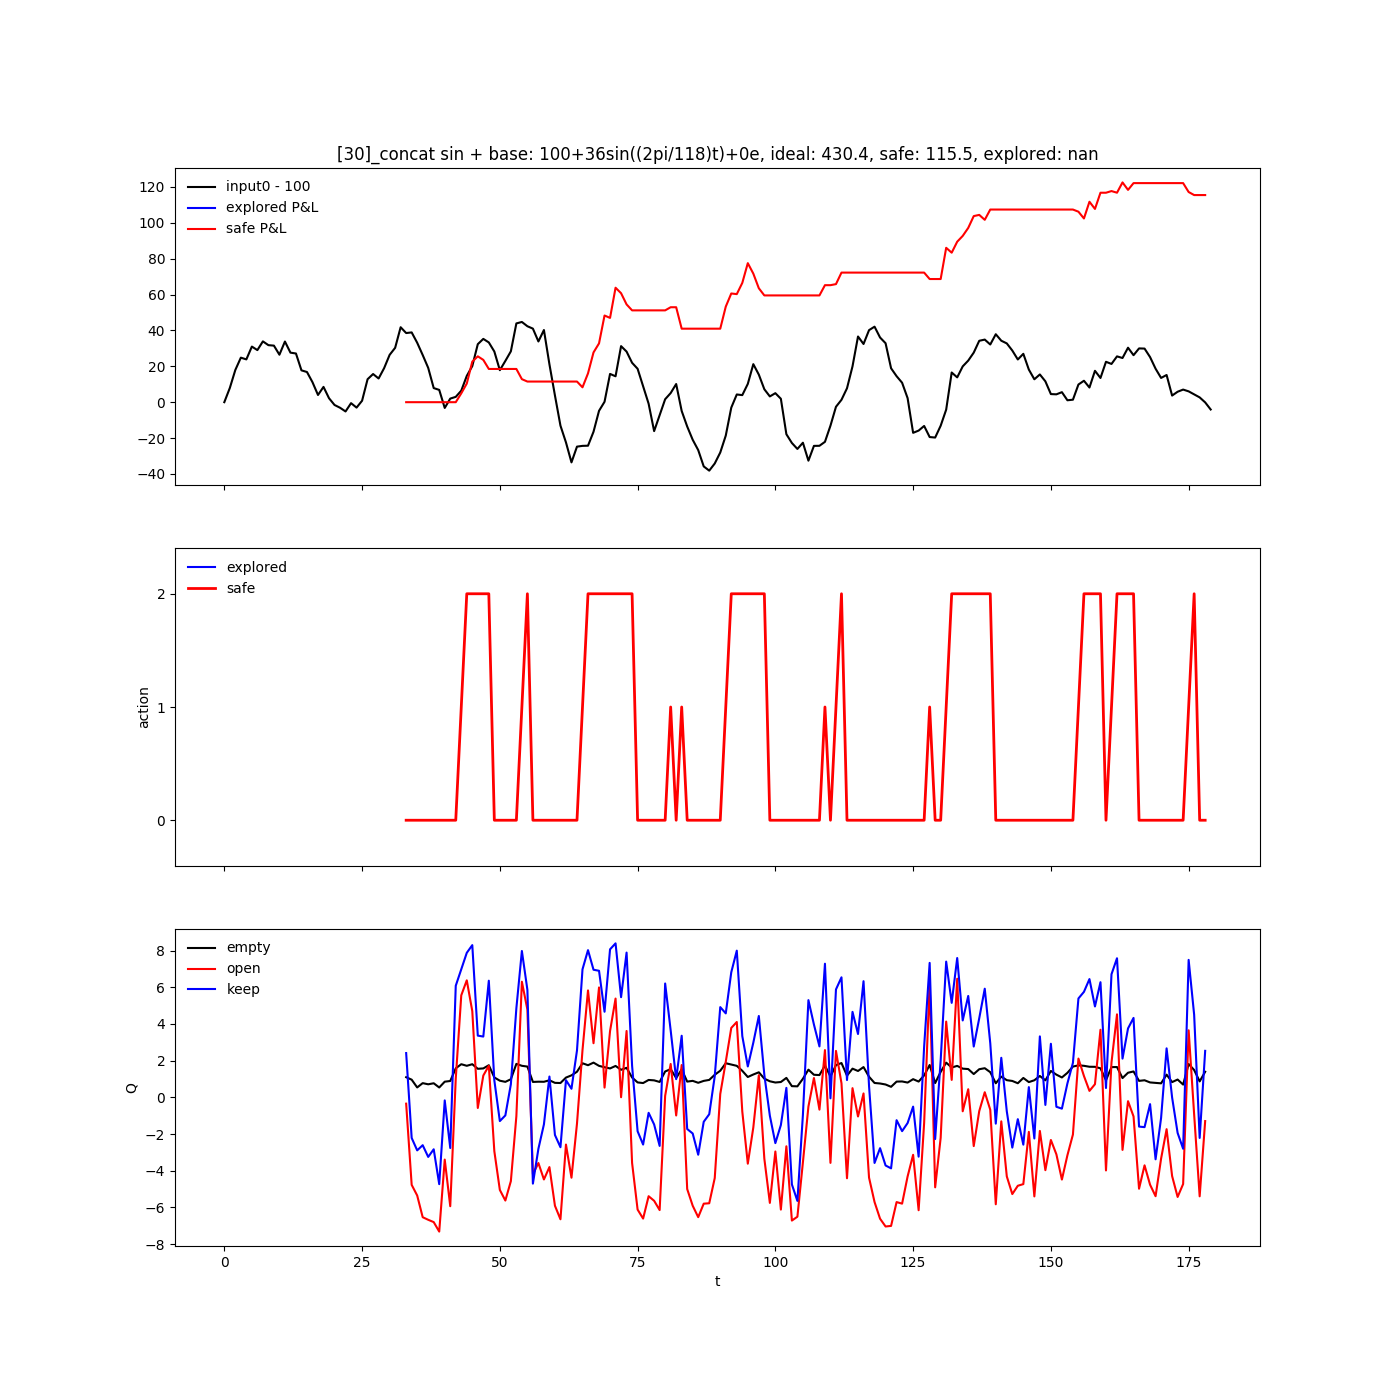 [30]_concat sin + base: 100+36sin((2pi/118)t)+0e, ideal: 430.4, safe: 115.5, explored: nan
input0 - 100
explored P&L
safe P&L
120
100
80
60
40
20
0
−20
−40
explored
safe
2
1
0
action
empty
open
keep
8
6
4
2
0
−2
−4
−6
−8
Q
0 25 50 75 100 125 150 175
t